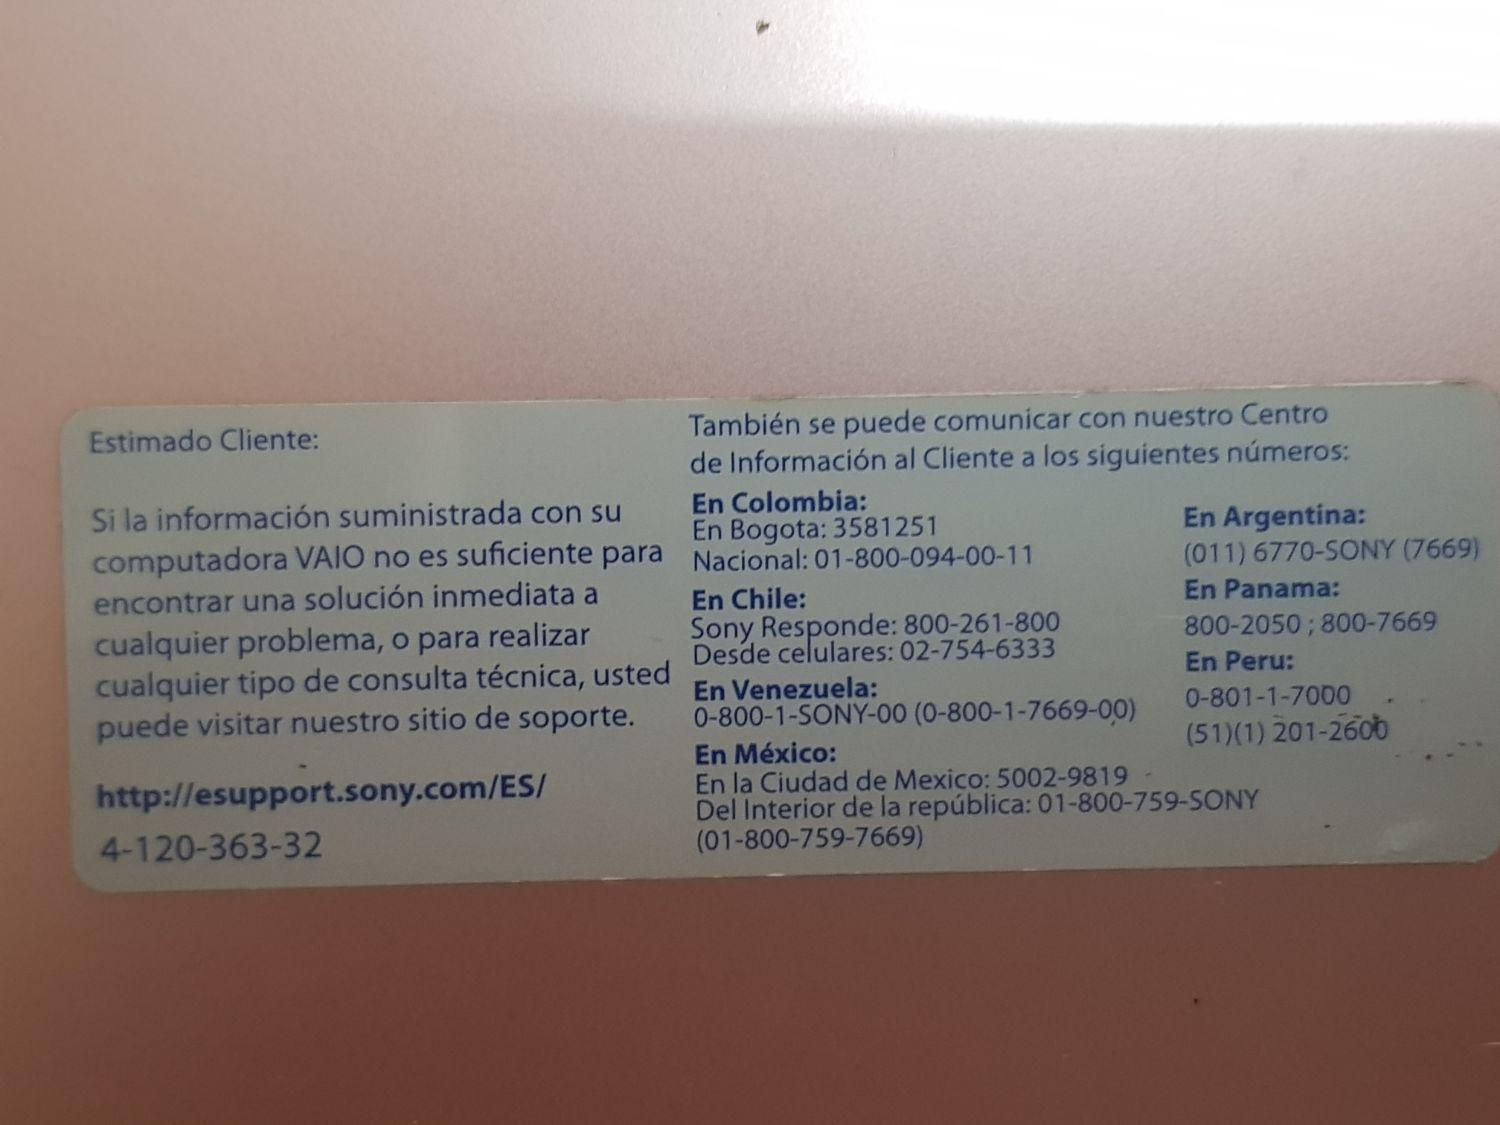 Estimado Cliente:
Si la información suministrada con su
computadora VAIO no es suficiente para
encontrar una solución inmediata a
cualquier problema, o para realizar
cualquier tipo de consulta técnica, usted
puede visitar nuestro sitio de soporte.
http://esupport.sony.com/ES/
4-120-363-32
También se puede comunicar con nuestro Centro
de Información al Cliente a los siguientes números:
En Colombia:
En Bogota: 3581251
Nacional: 01-800-094-00-11
En Chile:
Sony Responde: 800-261-800
Desde celulares: 02-754-6333
En Venezuela:
0-800-1-SONY-00 (0-800-1-7669-00)
En México:
En la Ciudad de Mexico: 5002-9819
Del Interior de la república: 01-800-759-SONY
(01-800-759-7669)
En Argentina:
(011) 6770-SONY (7669)
En Panama:
800-2050 ; 800-7669
En Peru:
0-801-1-7000
(51)(1) 201-2600